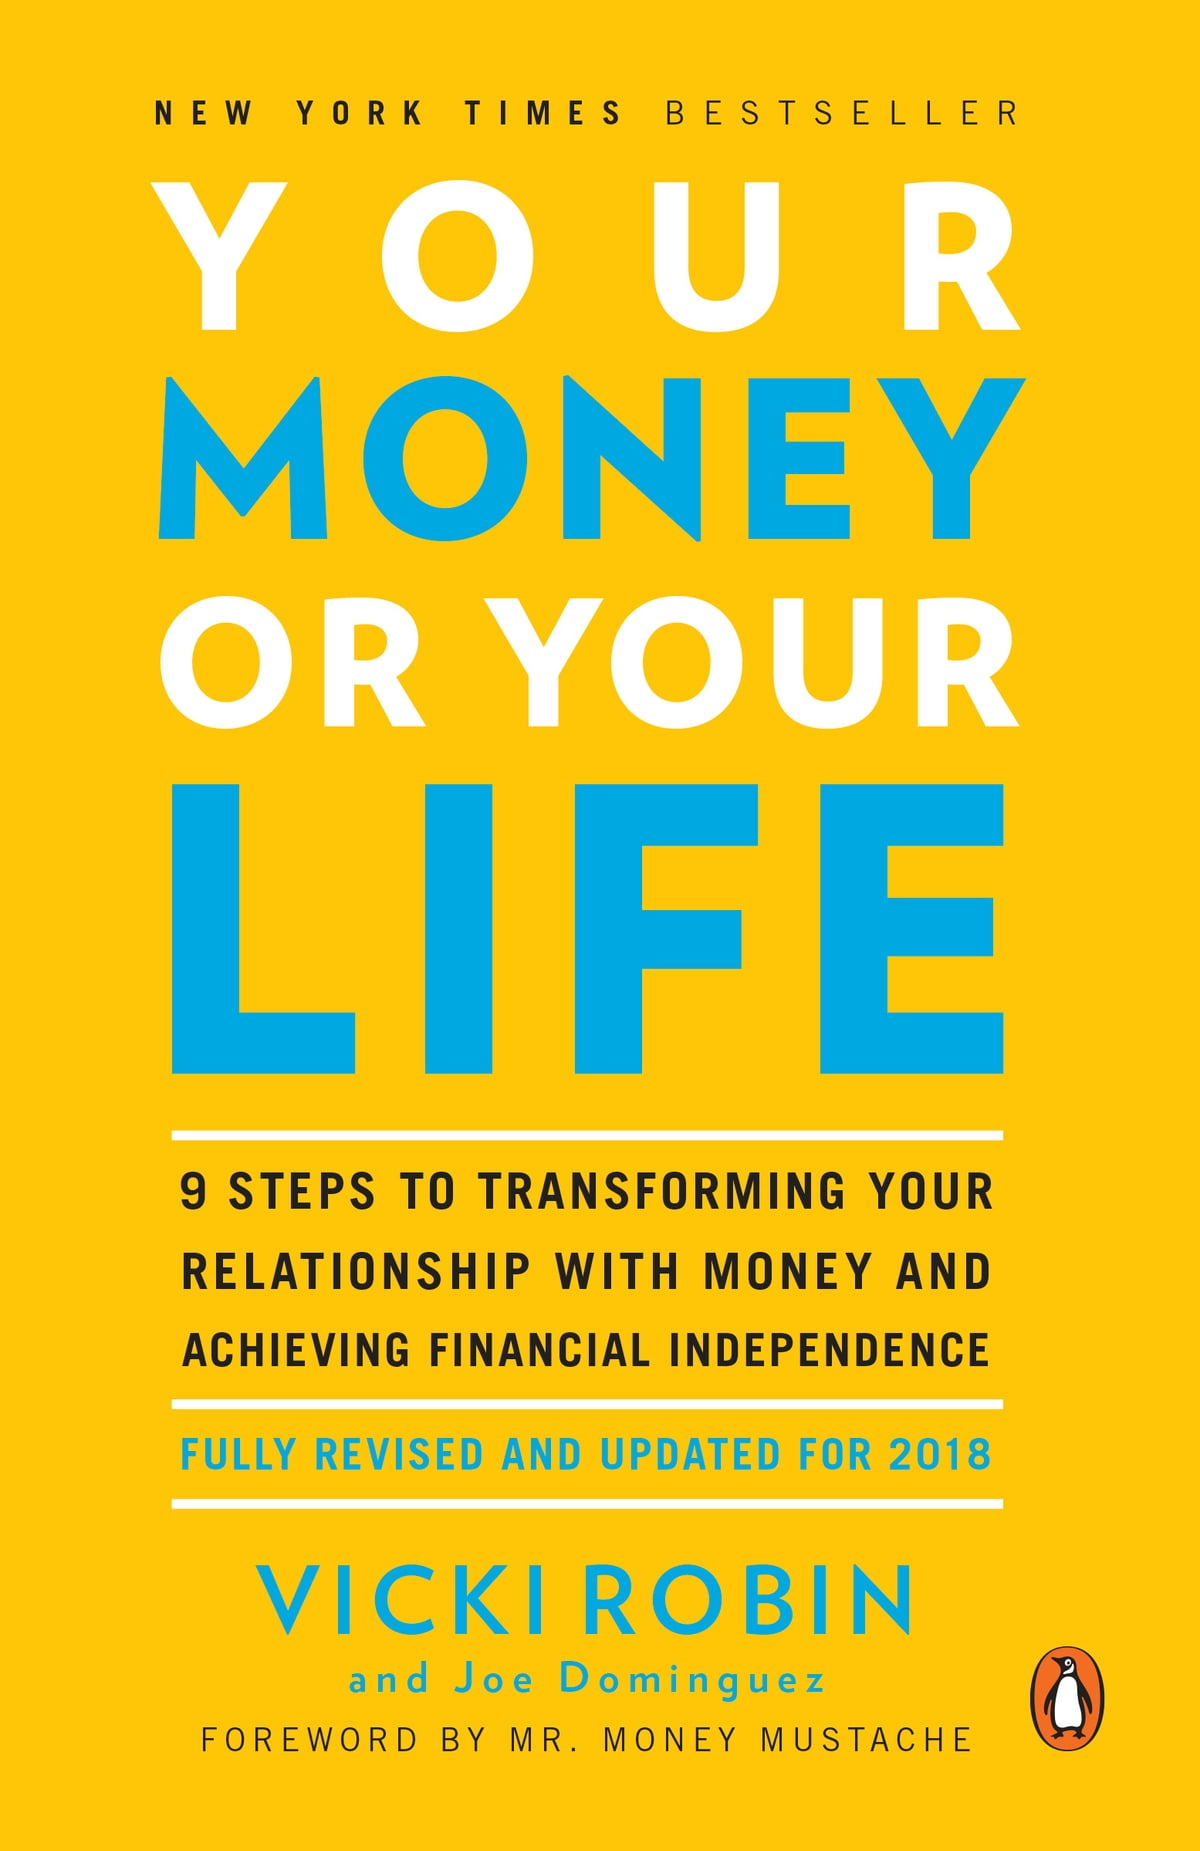 NEW YORK TIMES BESTSELLER
YOUR
MONEY
OR YOUR
LIFE
9 STEPS TO TRANSFORMING YOUR
RELATIONSHIP WITH MONEY AND
ACHIEVING FINANCIAL INDEPENDENCE
FULLY REVISED AND UPDATED FOR 2018
VICKI ROBIN
and Joe Dominguez
FOREWORD BY MR. MONEY MUSTACHE